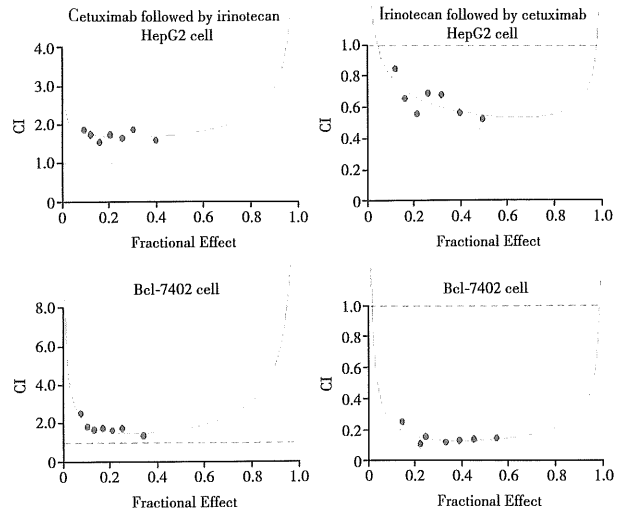 Cetuximab followed by irinotecan
HepG2 cell
4.0
3.0
2.0
1.0
0
CI
0 0.2 0.4 0.6 0.8 1.0
Fractional Effect
Irinotecan followed by cetuximab
HepG2 cell
1.0
0.8
0.6
0.4
0.2
0
CI
0 0.2 0.4 0.6 0.8 1.0
Fractional Effect
Bcl-7402 cell
8.0
6.0
4.0
2.0
0
CI
0 0.2 0.4 0.6 0.8 1.0
Fractional Effect
Bcl-7402 cell
1.0
0.8
0.6
0.4
0.2
0
CI
0 0.2 0.4 0.6 0.8 1.0
Fractional Effect